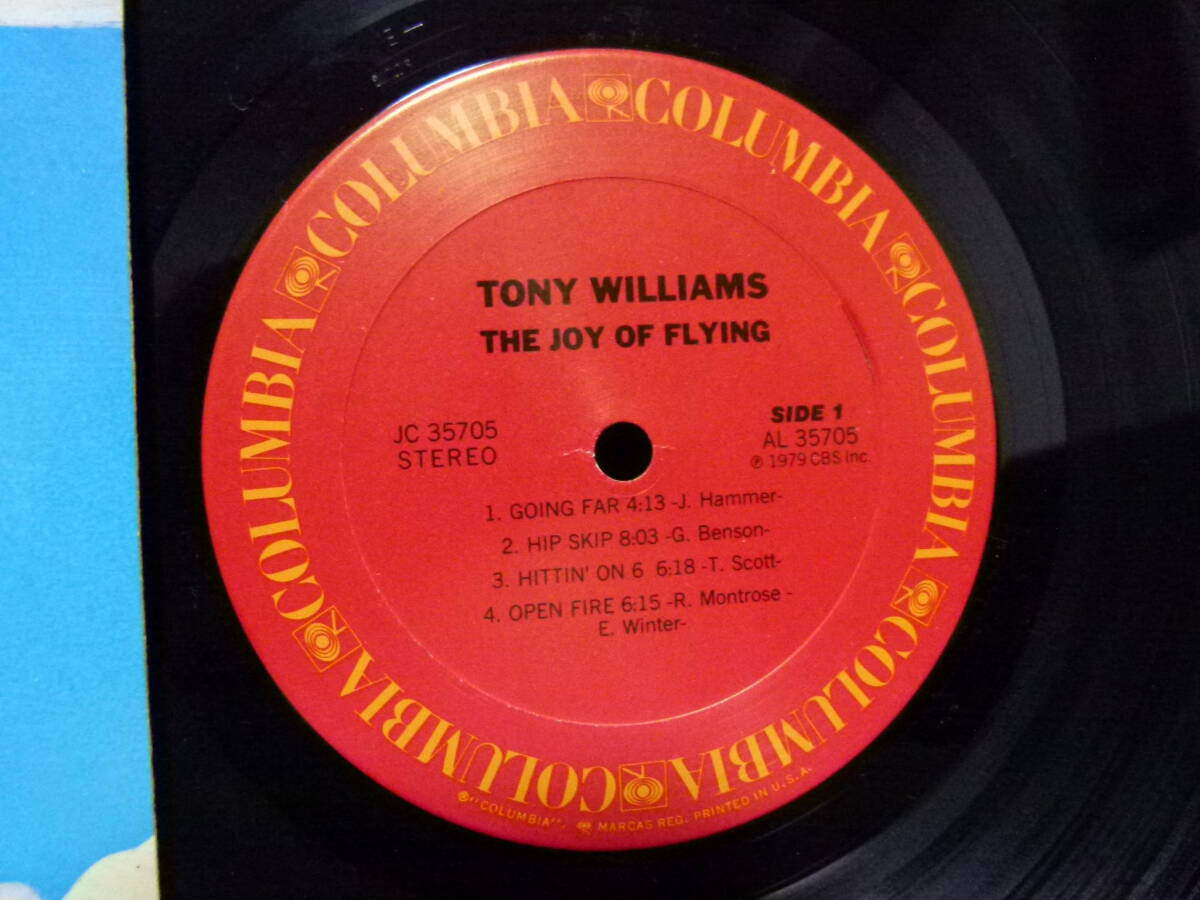 COLUMBIA COLUMBIA COLUMBIA COLUMBIA COLUMBIA COLUMBIA
TONY WILLIAMS
THE JOY OF FLYING
JC 35705
STEREO
SIDE 1
AL 35705
℗ 1979 CBS Inc.
1. GOING FAR 4:13 -J. Hammer-
2. HIP SKIP 8:03 -G. Benson-
3. HITTIN' ON 6 6:18 -T. Scott-
4. OPEN FIRE 6:15 -R. Montrose -
E. Winter-
®"COLUMBIA", MARCAS REG. PRINTED IN U.S.A.